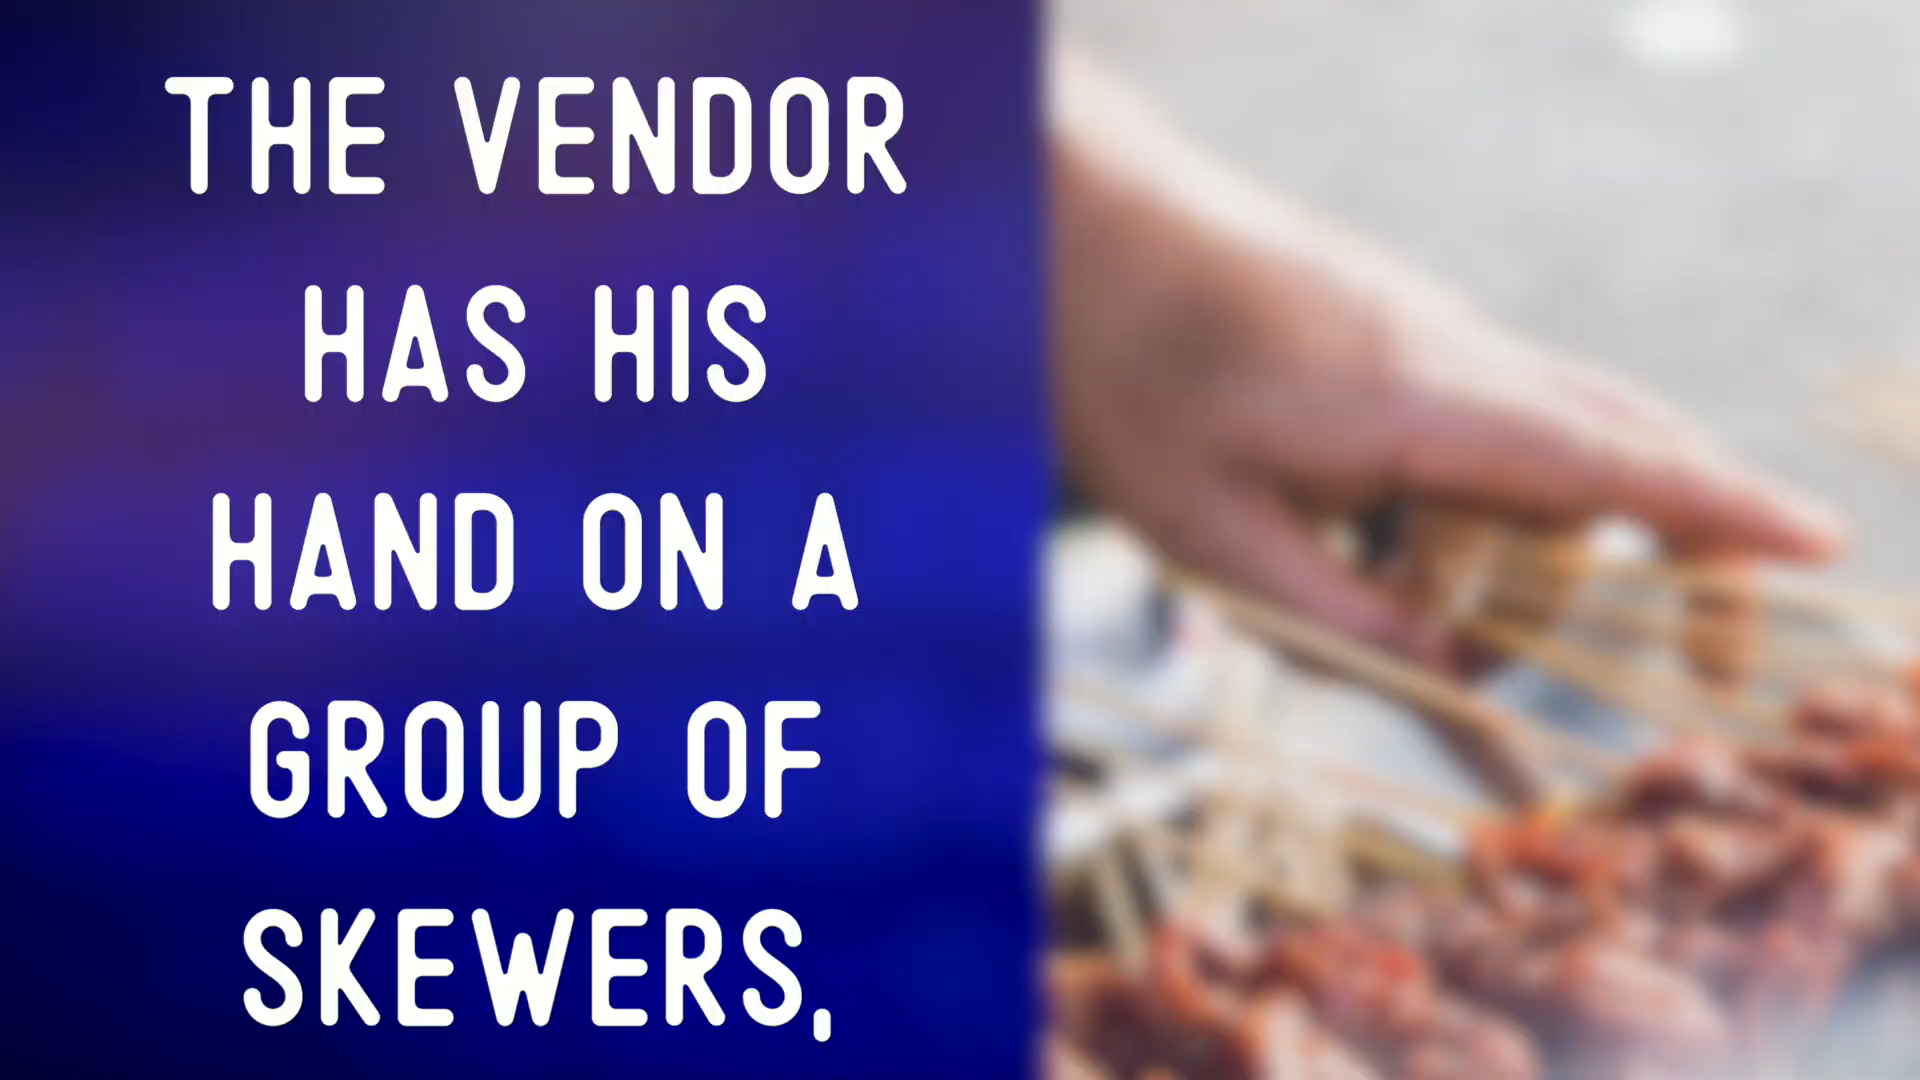 THE VENDOR
HAS HIS
HAND ON A
GROUP OF
SKEWERS,